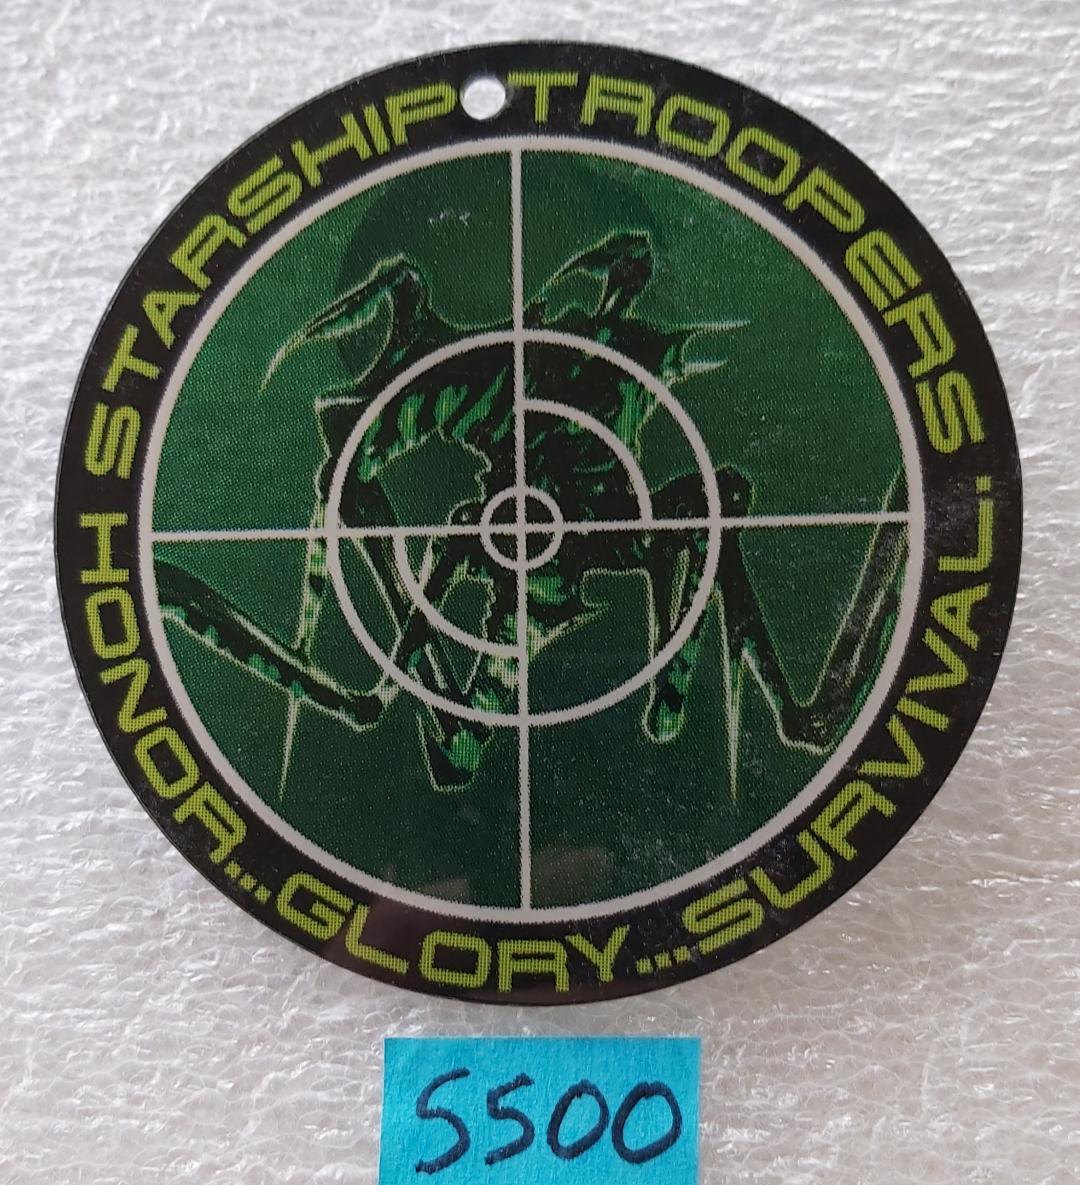 STARSHIP TROOPERS.
HONOR...GLORY...SURVIVAL.
5500